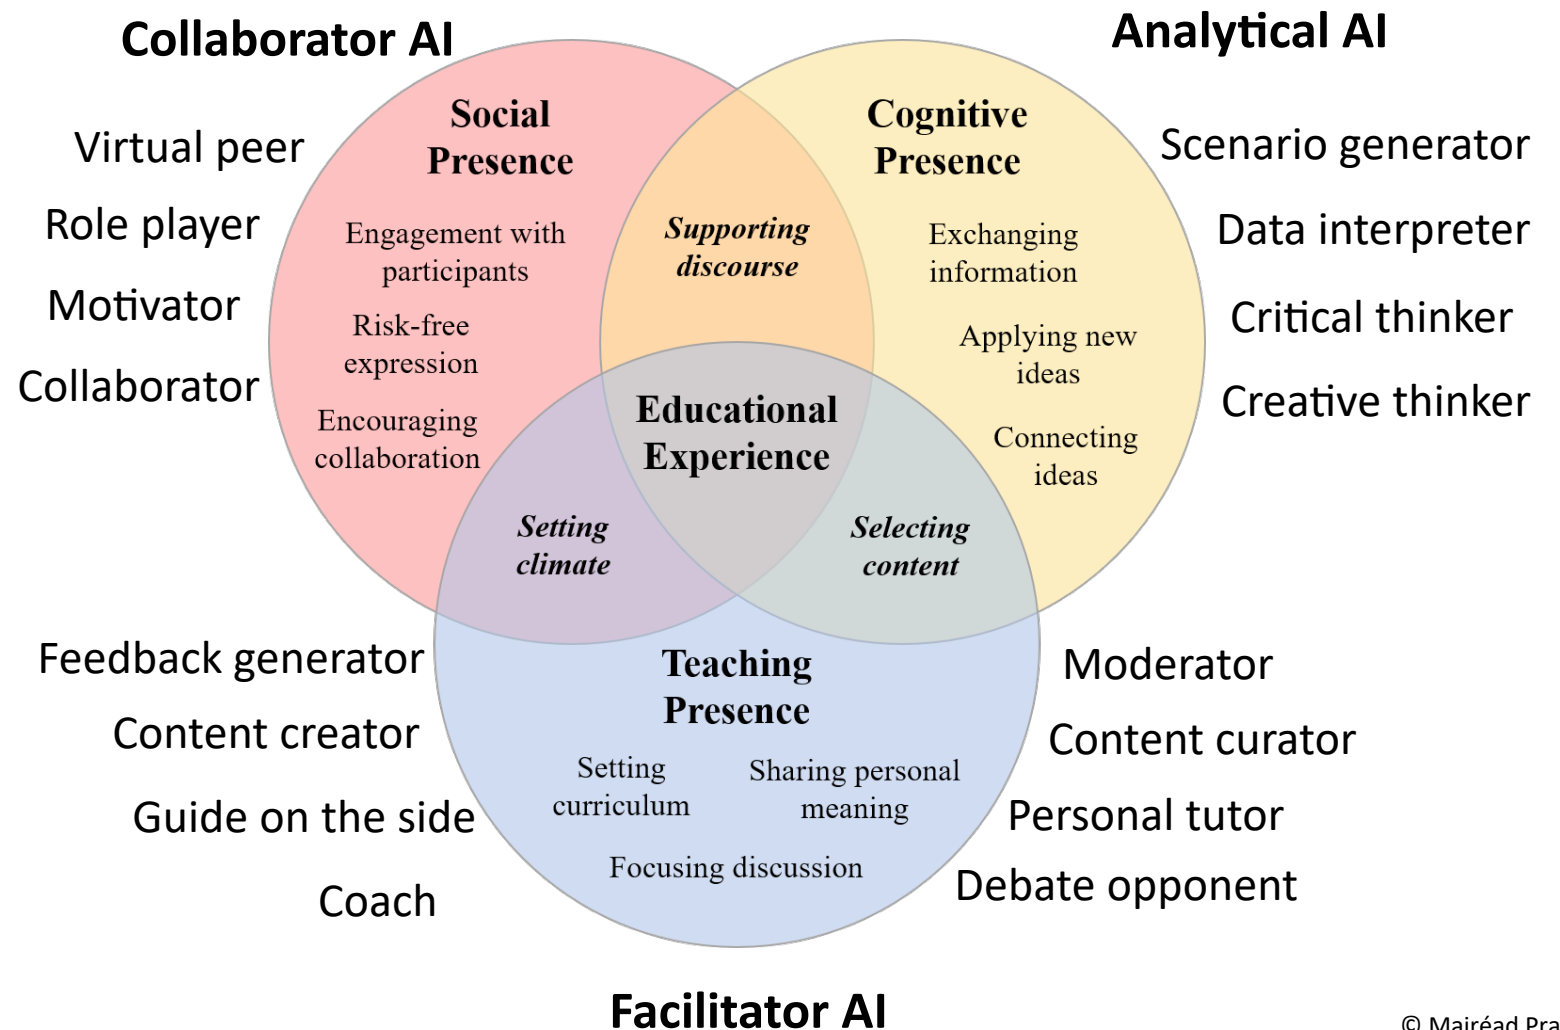 Collaborator AI
Analytical AI
Virtual peer
Role player
Motivator
Collaborator
Social
Presence
Engagement with
participants
Risk-free
expression
Encouraging
collaboration
Supporting
discourse
Cognitive
Presence
Exchanging
information
Applying new
ideas
Connecting
ideas
Scenario generator
Data interpreter
Critical thinker
Creative thinker
Educational
Experience
Setting
climate
Selecting
content
Feedback generator
Content creator
Guide on the side
Coach
Teaching
Presence
Setting
curriculum
Sharing personal
meaning
Focusing discussion
Moderator
Content curator
Personal tutor
Debate opponent
Facilitator AI
© Mairéad Pra